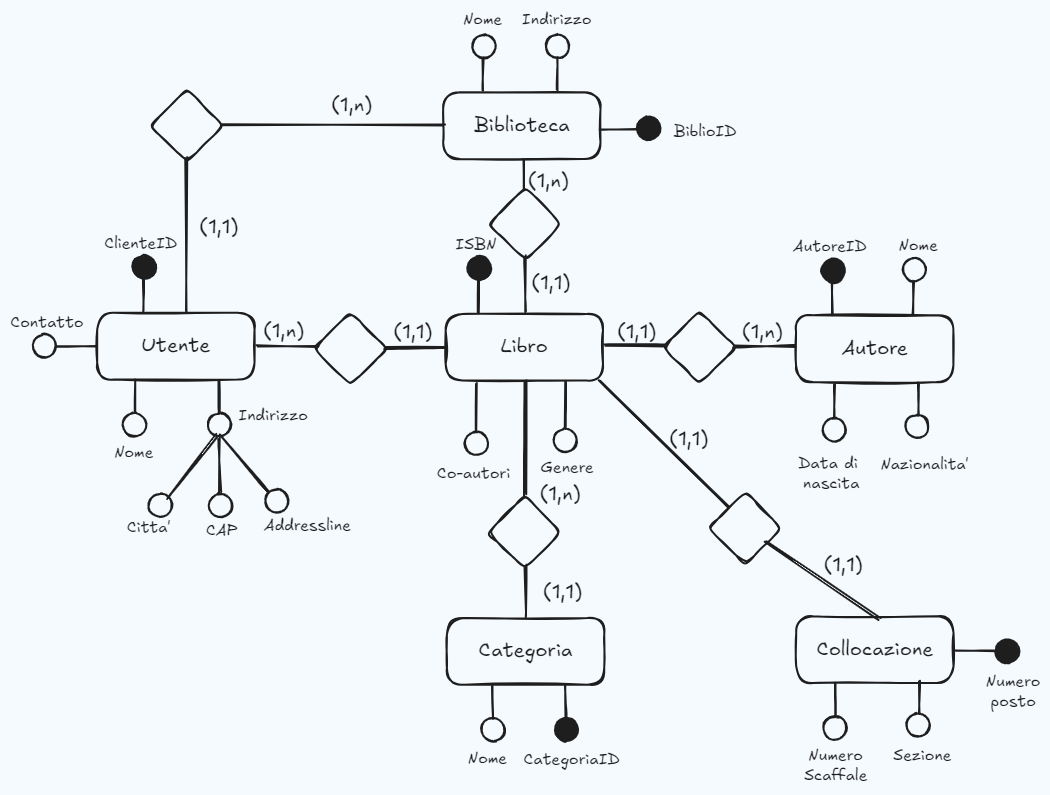 Nome
Indirizzo
(1,n)
Biblioteca
BiblioID
(1,n)
(1,1)
ClienteID
ISBN
AutoreID
Nome
(1,1)
Contatto
Utente
(1,n)
(1,1)
Libro
(1,1)
(1,n)
Autore
Indirizzo
Nome
(1,1)
Co-autori
Genere
Data di
nascita
Nazionalita'
(1,n)
Citta'
CAP
Addressline
(1,1)
(1,1)
Categoria
Collocazione
Numero
posto
Nome
CategoriaID
Numero
Scaffale
Sezione